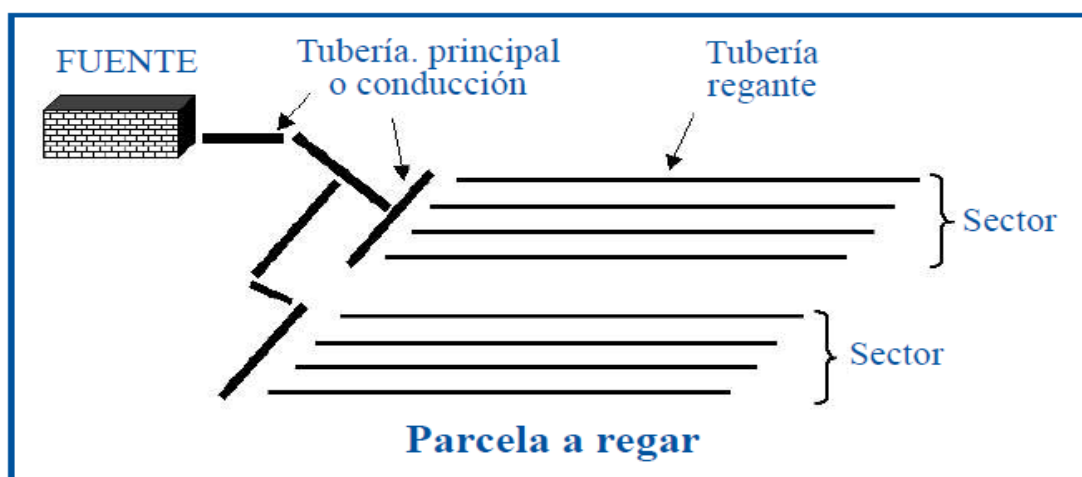 FUENTE
Tubería. principal
o conducción
Tubería
regante
Sector
Sector
Parcela a regar